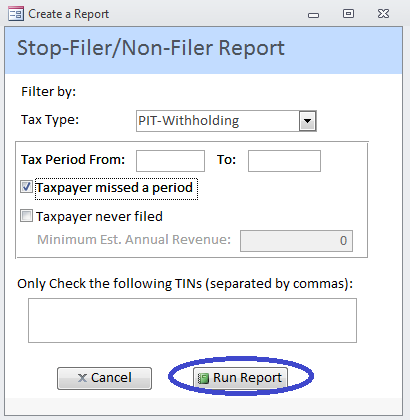 Create a Report
Stop-Filer/Non-Filer Report
Filter by:
Tax Type: PIT-Withholding
Tax Period From: To:
Taxpayer missed a period
Taxpayer never filed
Minimum Est. Annual Revenue: 0
Only Check the following TINs (separated by commas):
Cancel Run Report